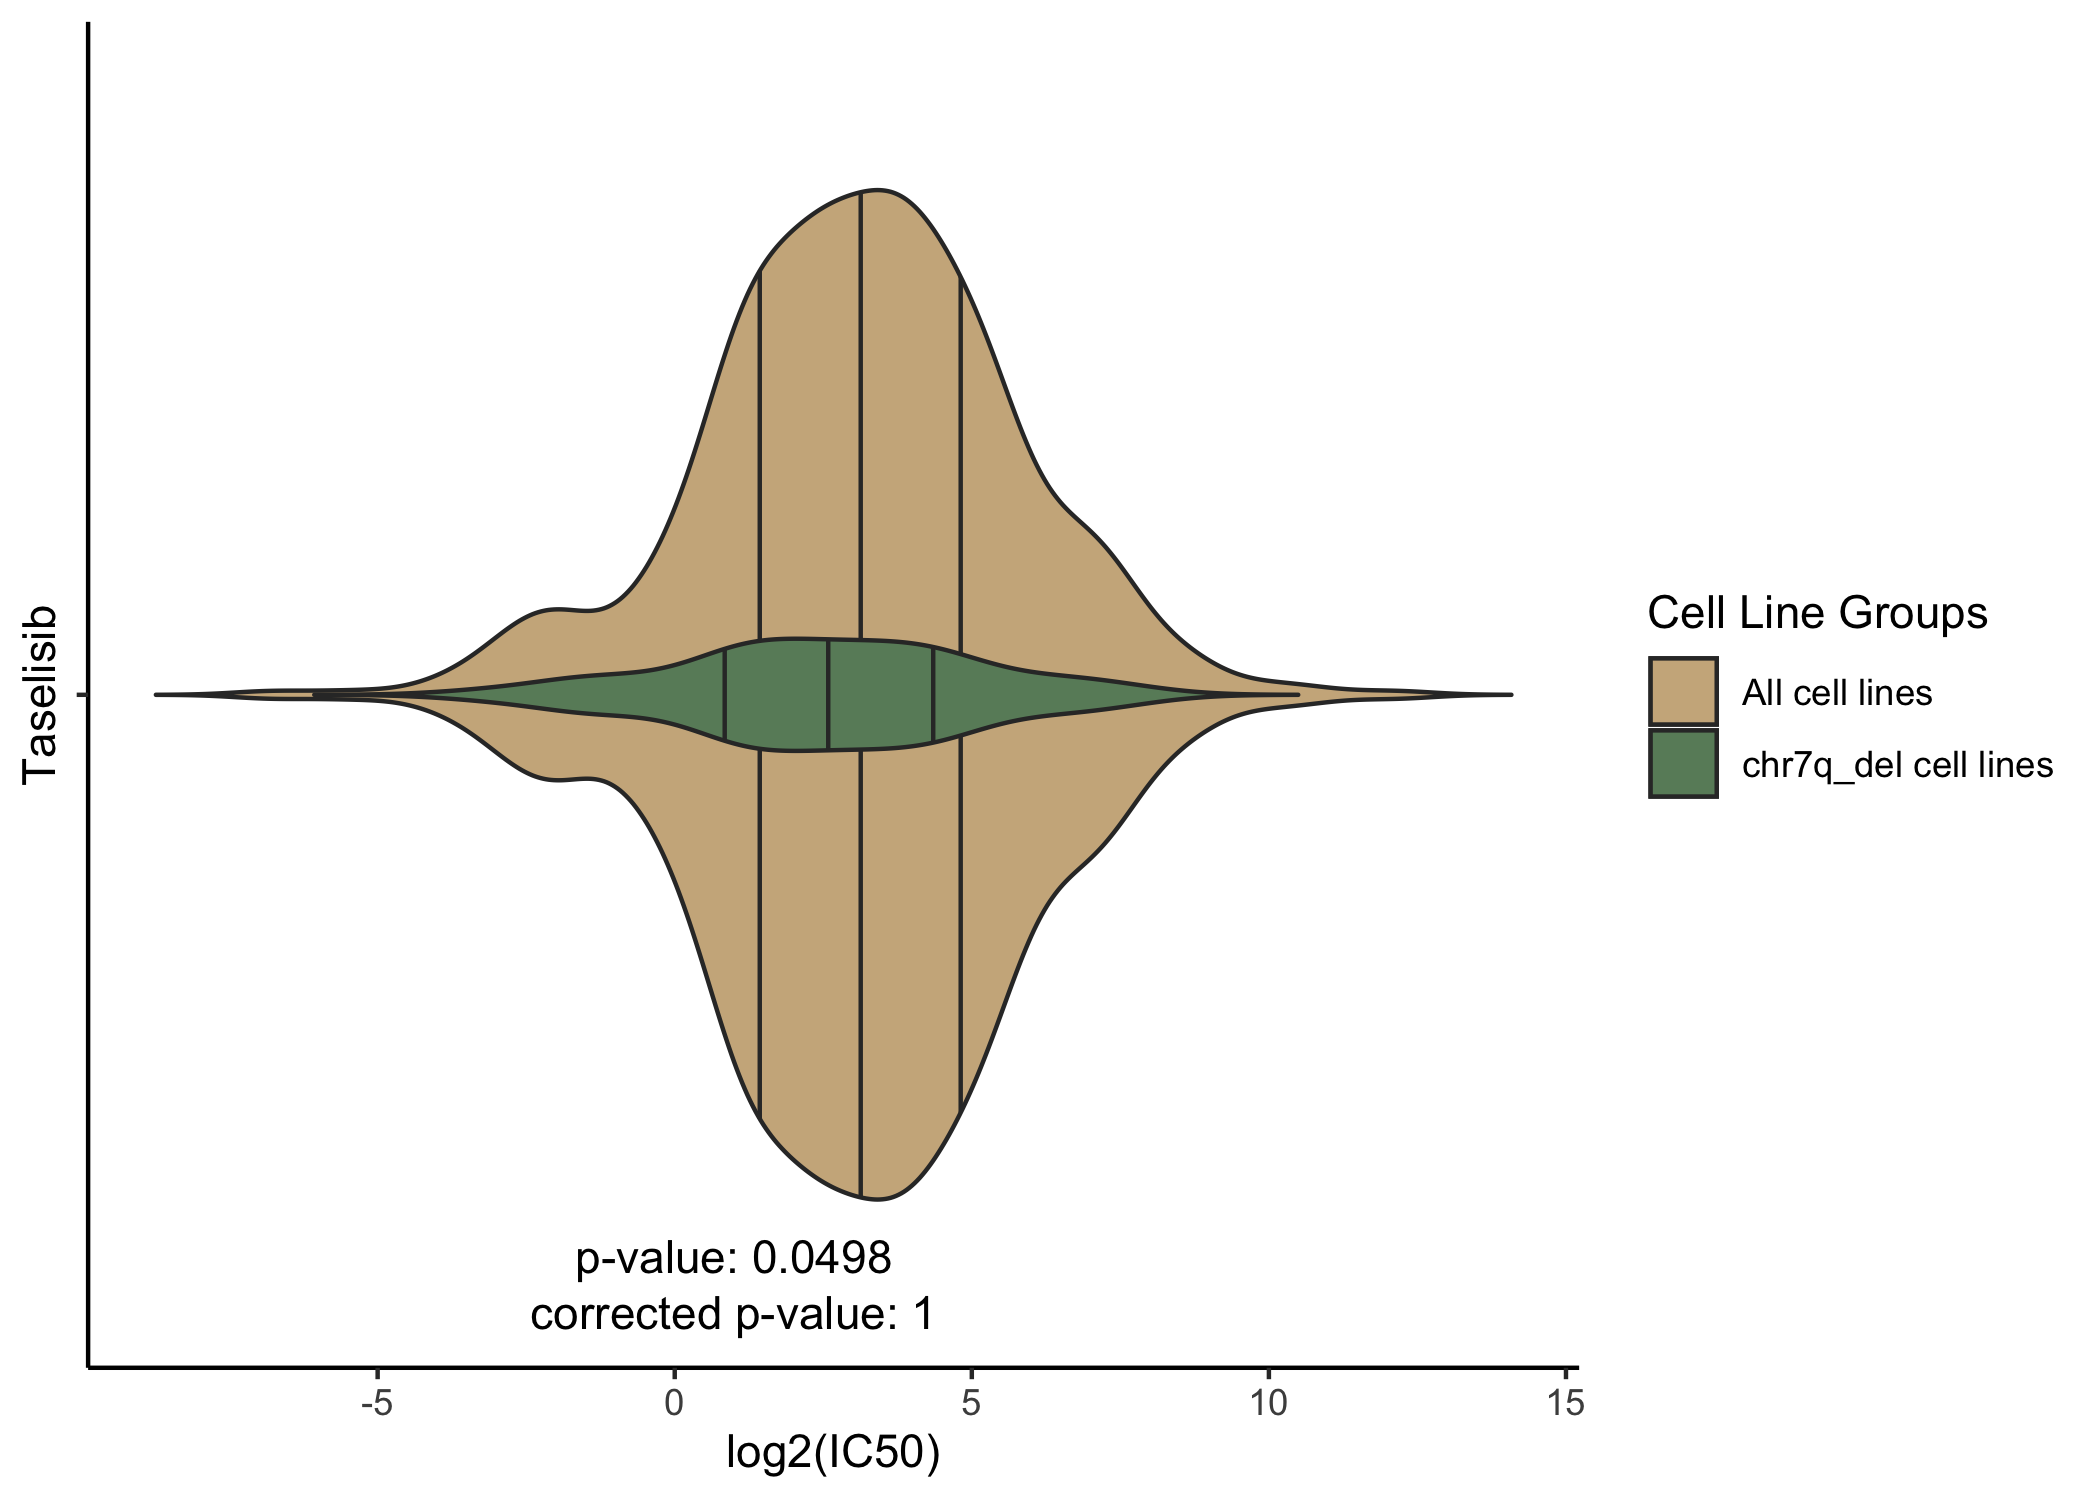 Taselisib
p-value: 0.0498
corrected p-value: 1
-5 0 5 10 15
log2(IC50)
Cell Line Groups
All cell lines
chr7q_del cell lines